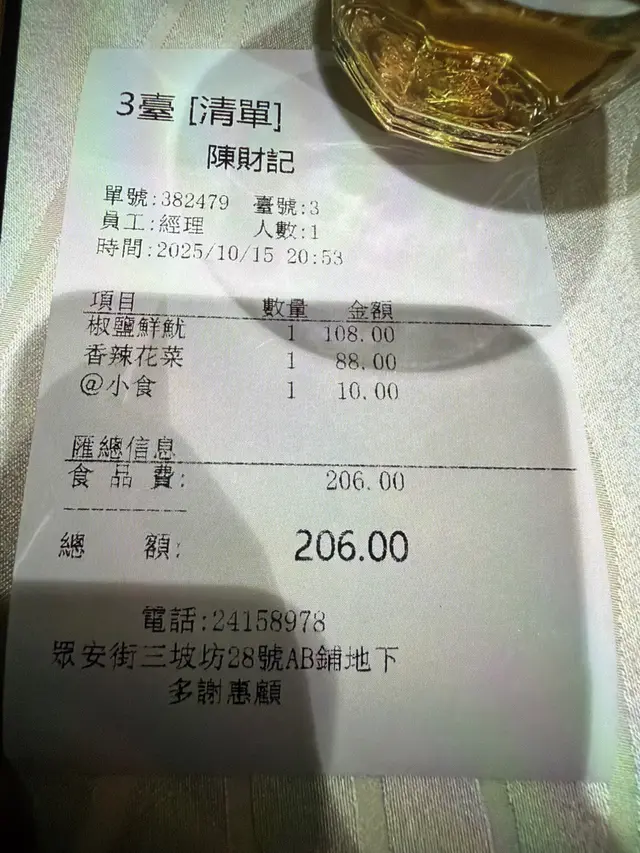 3臺 [清單]
陳財記
單號:382479 臺號:3
員工:經理 人數:1
時間:2025/10/15 20:53
項目 數量 金額
椒鹽鮮魷 1 108.00
香辣花菜 1 88.00
@小食 1 10.00
匯總信息
食品費: 206.00
總額: 206.00
電話:24158978
眾安街三坡坊28號AB鋪地下
多謝惠顧